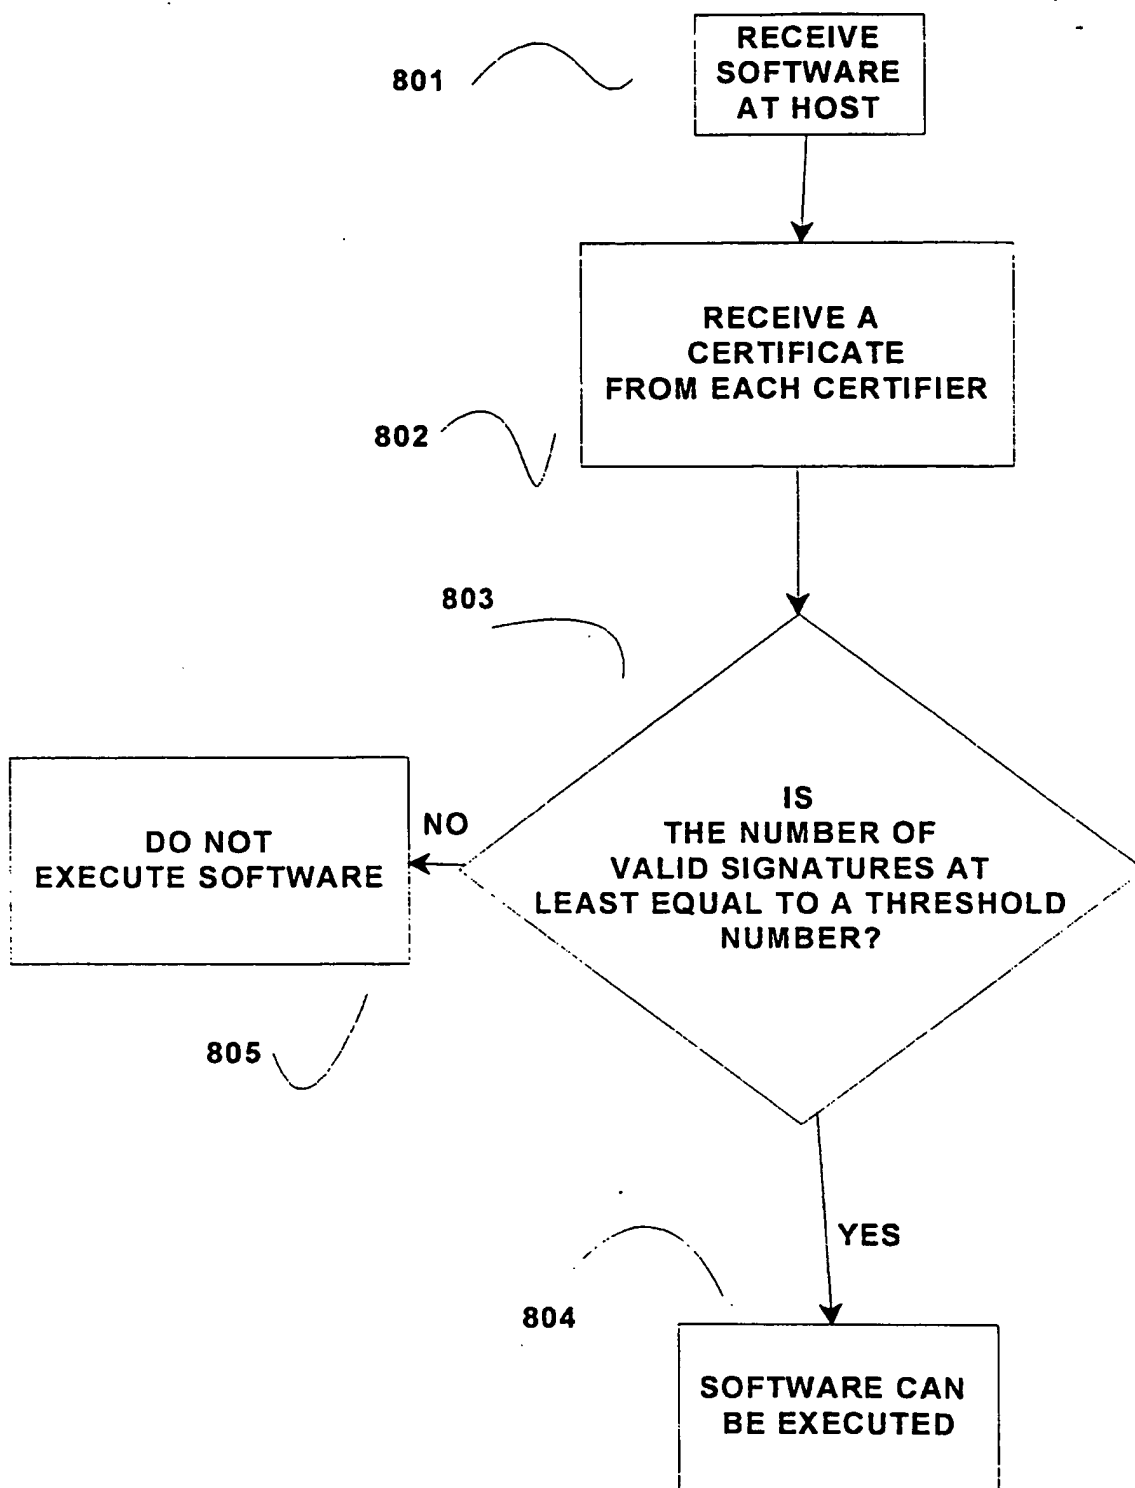 801
RECEIVE
SOFTWARE
AT HOST
RECEIVE A
CERTIFICATE
FROM EACH CERTIFIER
802
803
IS
THE NUMBER OF
VALID SIGNATURES AT
LEAST EQUAL TO A THRESHOLD
NUMBER?
NO
DO NOT
EXECUTE SOFTWARE
805
YES
804
SOFTWARE CAN
BE EXECUTED